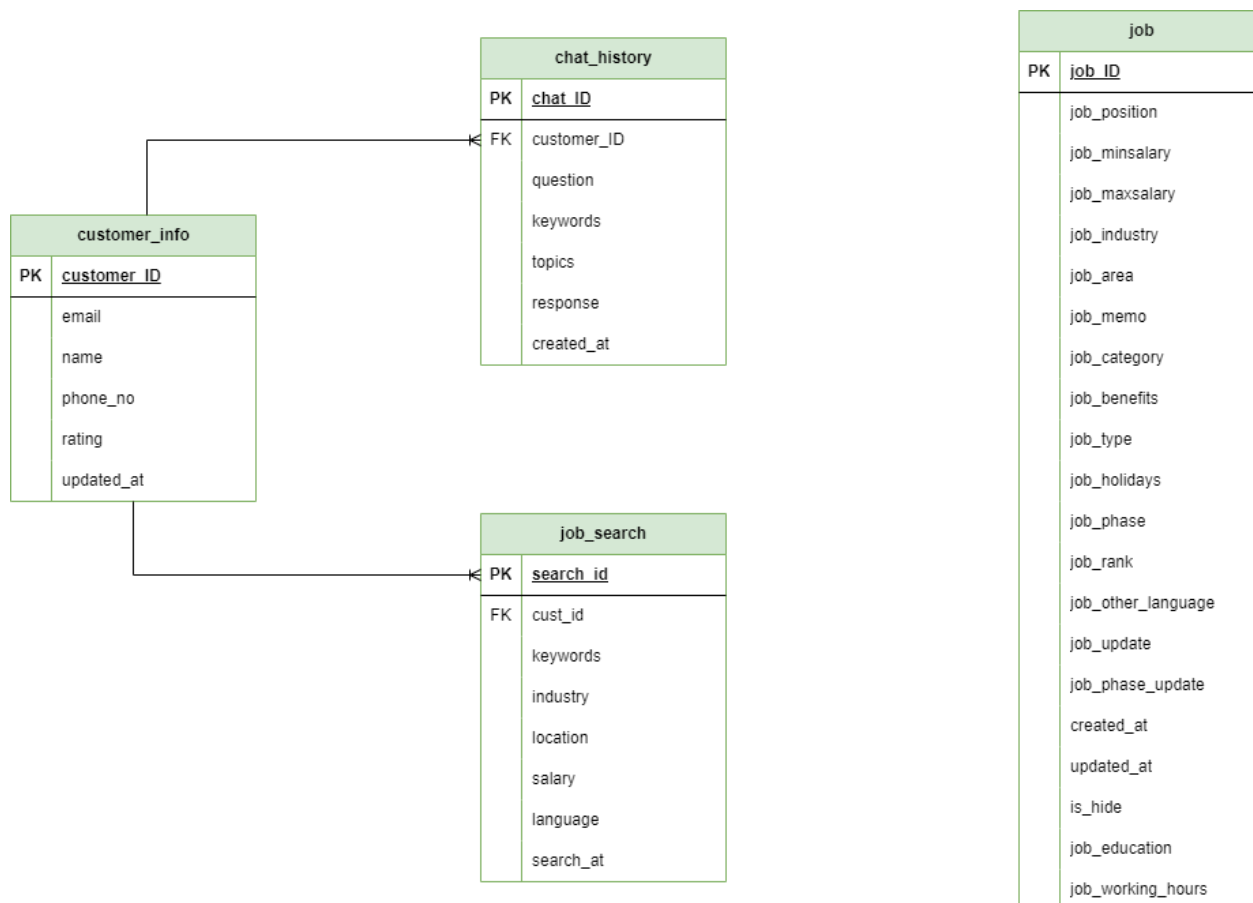 customer_info
PK customer_ID
email
name
phone_no
rating
updated_at
chat_history
PK chat_ID
FK customer_ID
question
keywords
topics
response
created_at
job_search
PK search_id
FK cust_id
keywords
industry
location
salary
language
search_at
job
PK job_ID
job_position
job_minsalary
job_maxsalary
job_industry
job_area
job_memo
job_category
job_benefits
job_type
job_holidays
job_phase
job_rank
job_other_language
job_update
job_phase_update
created_at
updated_at
is_hide
job_education
job_working_hours